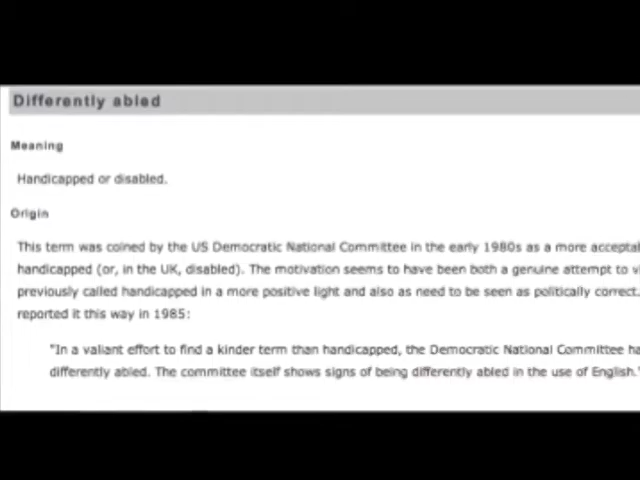 Differently abled
Meaning
Handicapped or disabled.
Origin
This term was coined by the US Democratic National Committee in the early 1980s as a more
handicapped (or, in the UK, disabled). The motivation seems to have been both a genuine attempt to
previously called handicapped in a more positive light and also as need to be seen as politically correct.
reported it this way in 1985:
"In a valiant effort to find a kinder term than handicapped, the Democratic National Committee
differently abled. The committee itself shows signs of being differently abled in the use of English."